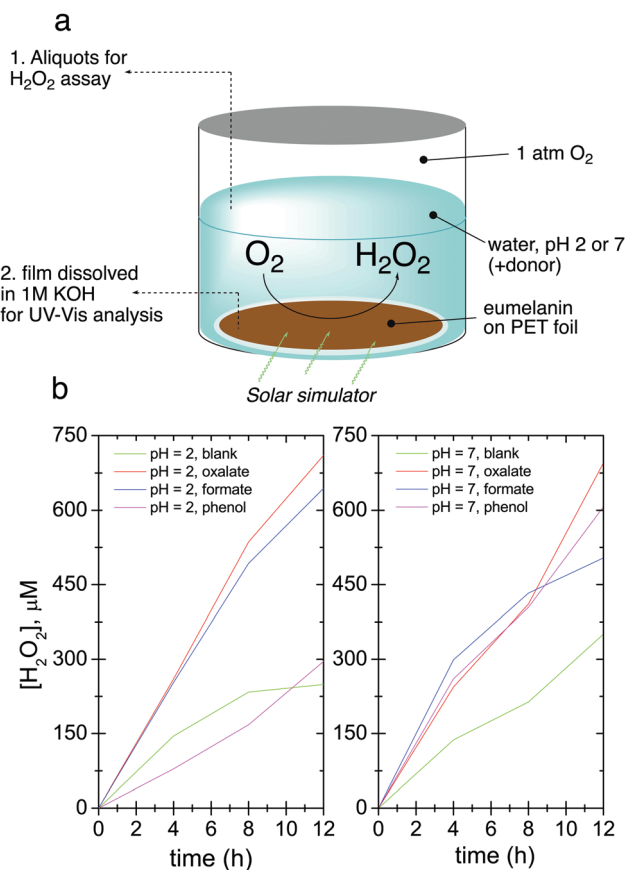 a
1. Aliquots for
H₂O₂ assay
1 atm O₂
O₂
H₂O₂
water, pH 2 or 7
(+donor)
2. film dissolved
in 1M KOH
for UV-Vis analysis
eumelanin
on PET foil
Solar simulator
b
[H₂O₂], μM
750
600
450
300
150
0
pH = 2, blank
pH = 2, oxalate
pH = 2, formate
pH = 2, phenol
0 2 4 6 8 10 12
time (h)
750
600
450
300
150
0
pH = 7, blank
pH = 7, oxalate
pH = 7, formate
pH = 7, phenol
0 2 4 6 8 10 12
time (h)